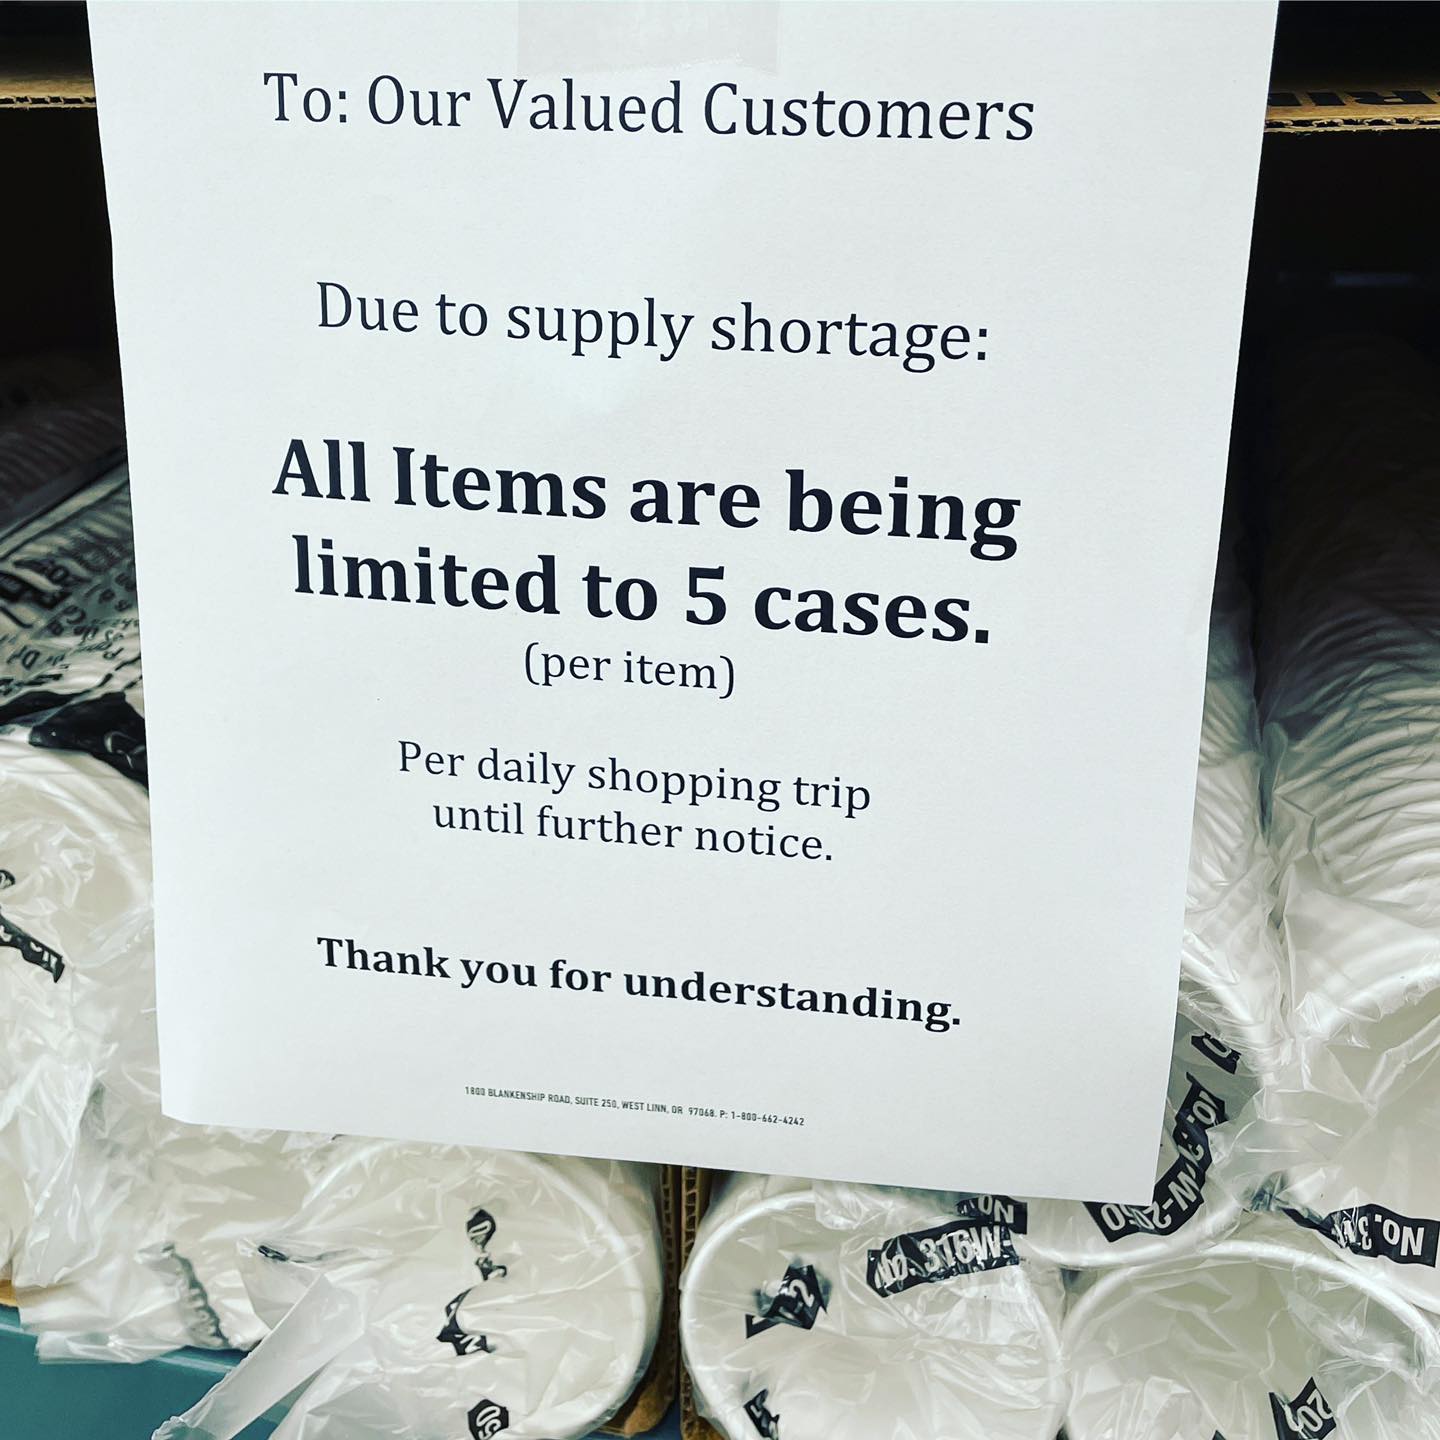 To: Our Valued Customers
Due to supply shortage:
All Items are being
limited to 5 cases.
(per item)
Per daily shopping trip
until further notice.
Thank you for understanding.
1800 BLANKENSHIP ROAD, SUITE 250, WEST LINN, OR 97068. P: 1-800-662-4242
No. 316W-